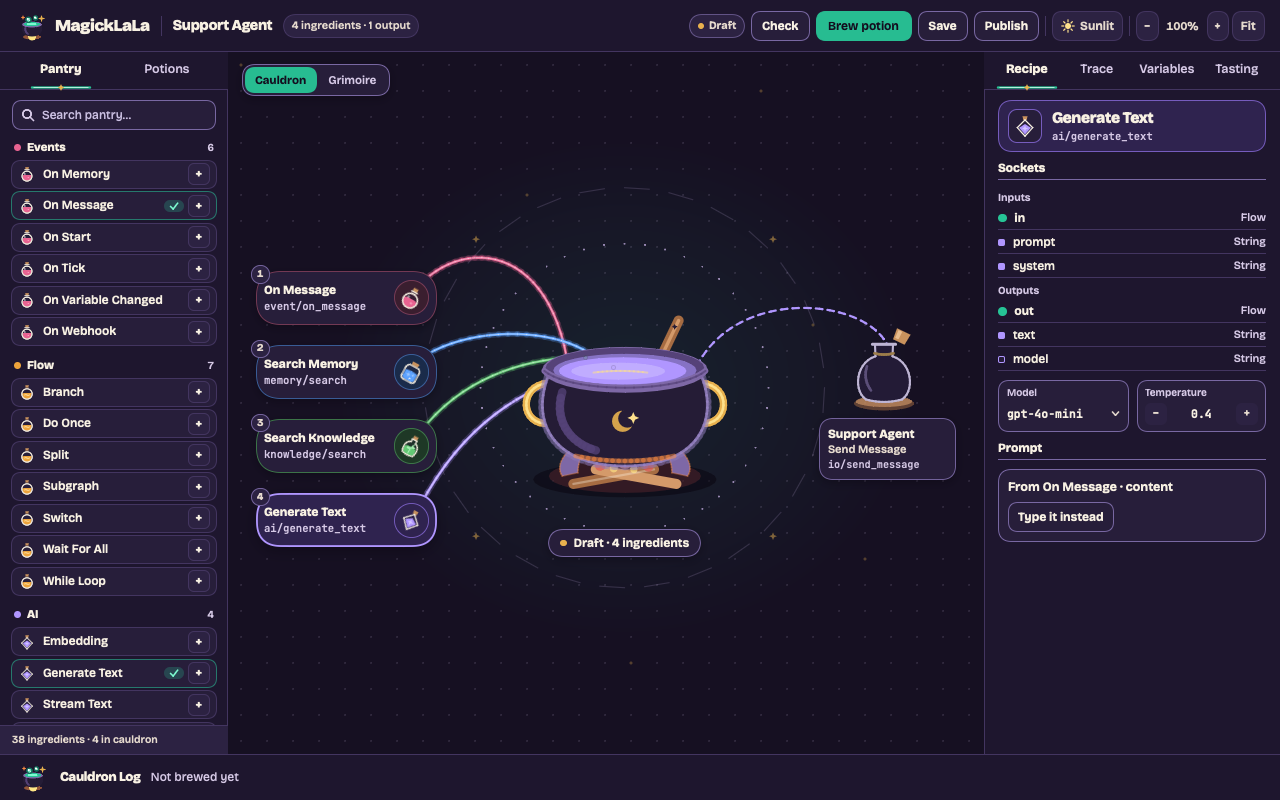 MagickLaLa
Support Agent
4 ingredients · 1 output
Draft
Check
Brew potion
Save
Publish
Sunlit
−
100%
+
Fit
Pantry
Potions
Search pantry...
Events
6
On Memory
+
On Message
+
On Start
+
On Tick
+
On Variable Changed
+
On Webhook
+
Flow
7
Branch
+
Do Once
+
Split
+
Subgraph
+
Switch
+
Wait For All
+
While Loop
+
AI
4
Embedding
+
Generate Text
+
Stream Text
+
38 ingredients · 4 in cauldron
Cauldron
Grimoire
1
On Message
event/on_message
2
Search Memory
memory/search
3
Search Knowledge
knowledge/search
4
Generate Text
ai/generate_text
Draft · 4 ingredients
Support Agent
Send Message
io/send_message
Recipe
Trace
Variables
Tasting
Generate Text
ai/generate_text
Sockets
Inputs
in
Flow
prompt
String
system
String
Outputs
out
Flow
text
String
model
String
Model
gpt-4o-mini
Temperature
−
0.4
+
Prompt
From On Message · content
Type it instead
Cauldron Log
Not brewed yet